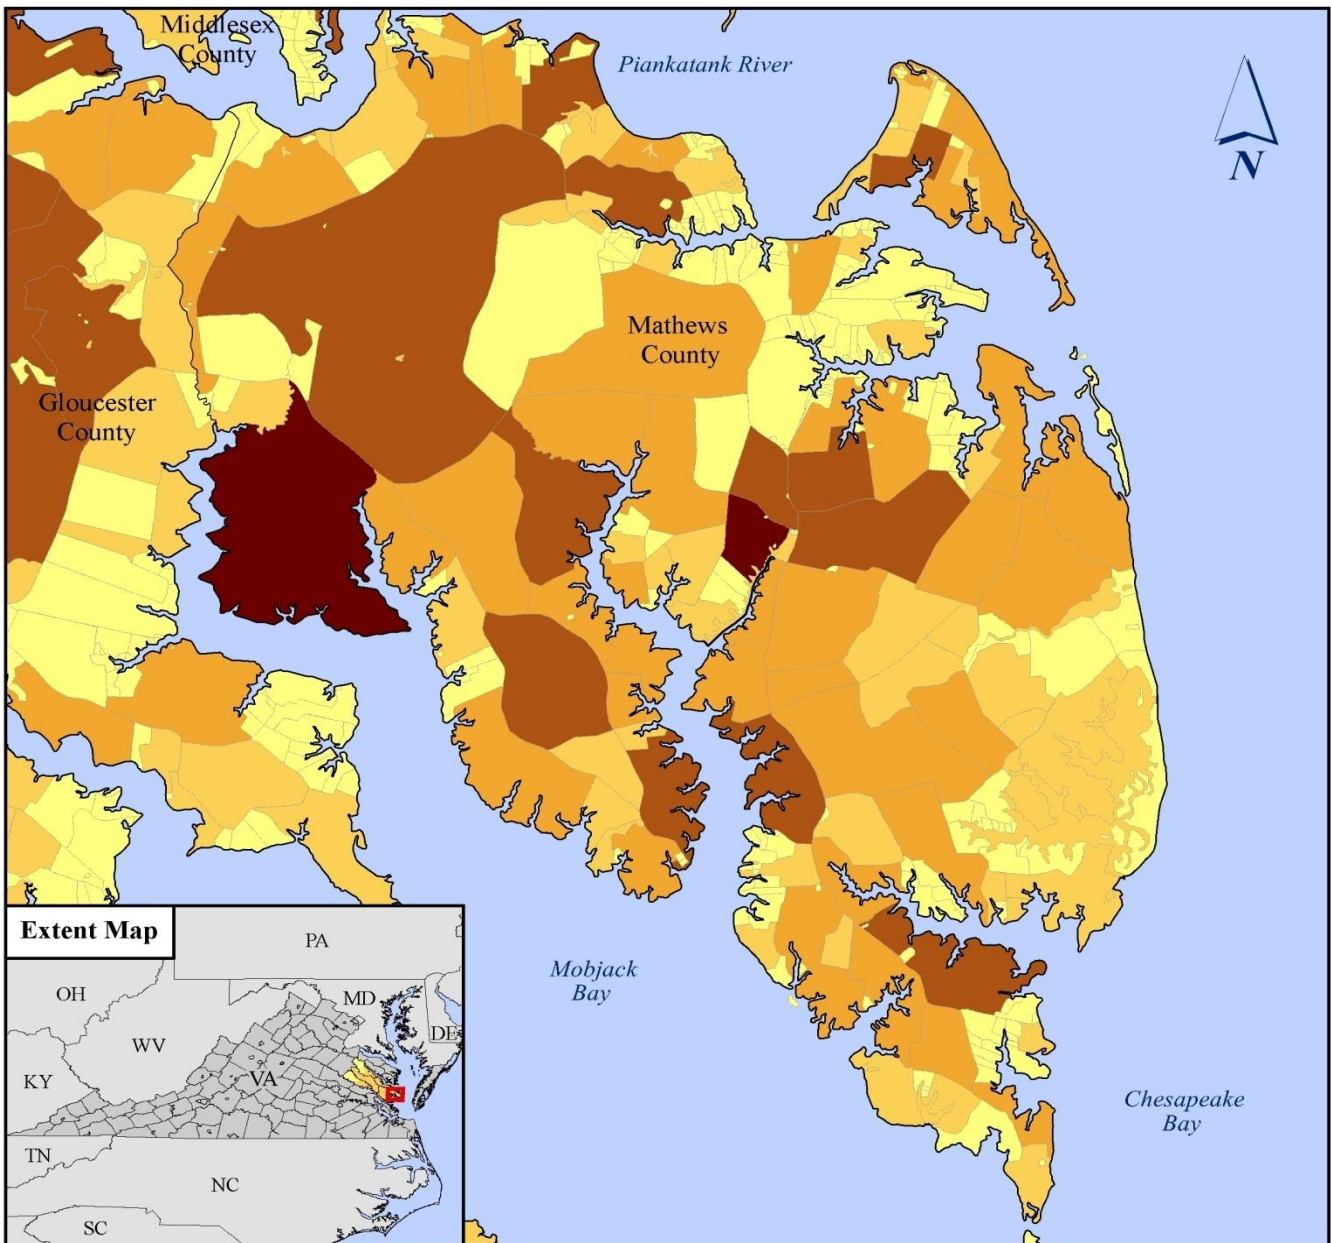 Middlesex
County
Piankatank River
N
Mathews
County
Gloucester
County
Extent Map
PA
OH
MD
DE
WV
KY
VA
TN
NC
SC
Mobjack
Bay
Chesapeake
Bay